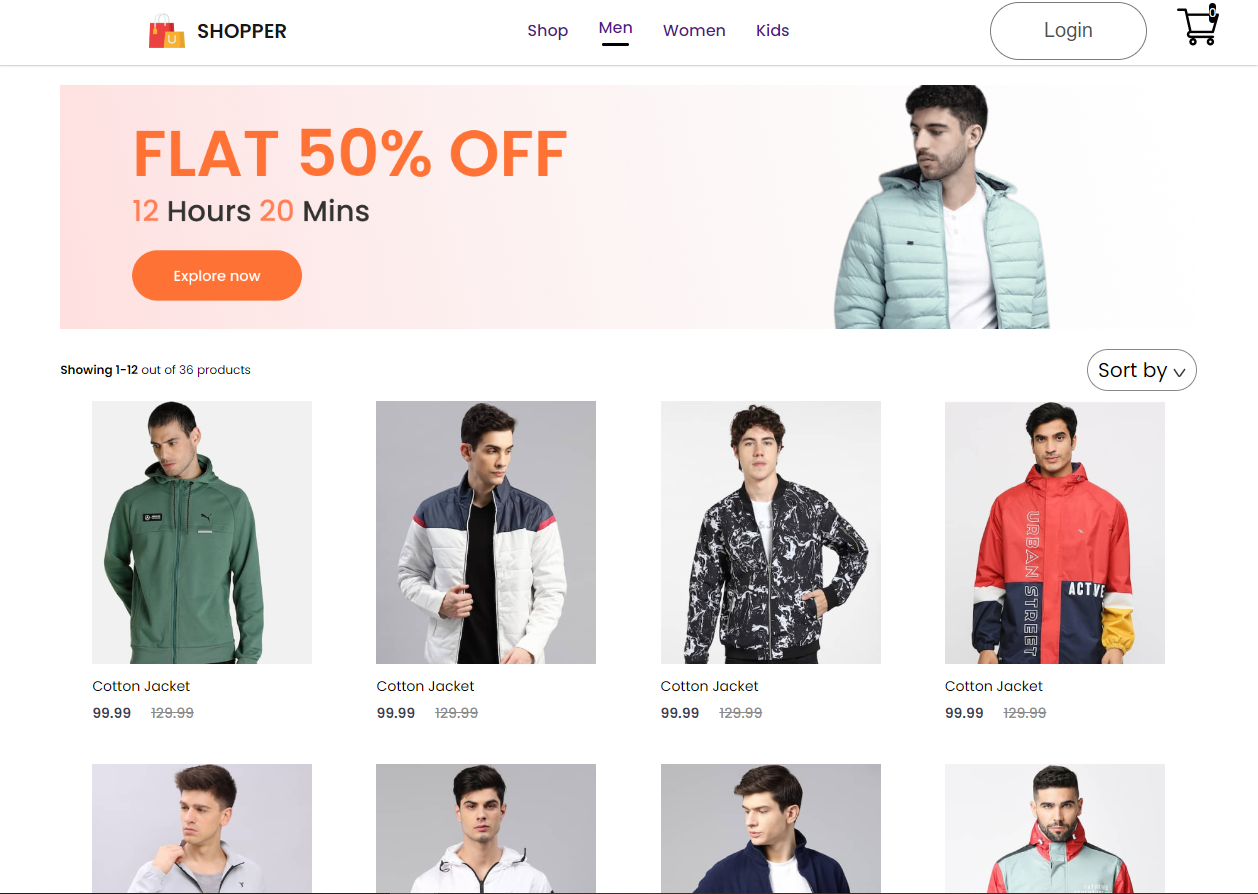 U
SHOPPER
Shop
Men
Women
Kids
Login
0
FLAT 50% OFF
12 Hours 20 Mins
Explore now
Showing 1-12 out of 36 products
Sort by
URBAN STREET
ACTVE
Cotton Jacket
99.99 129.99
Cotton Jacket
99.99 129.99
Cotton Jacket
99.99 129.99
Cotton Jacket
99.99 129.99